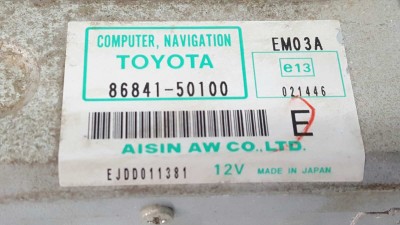 COMPUTER, NAVIGATION
TOYOTA
86841-50100
EM03A
e13
021446
E
AISIN AW CO.,LTD.
EJDD011381 12V MADE IN JAPAN